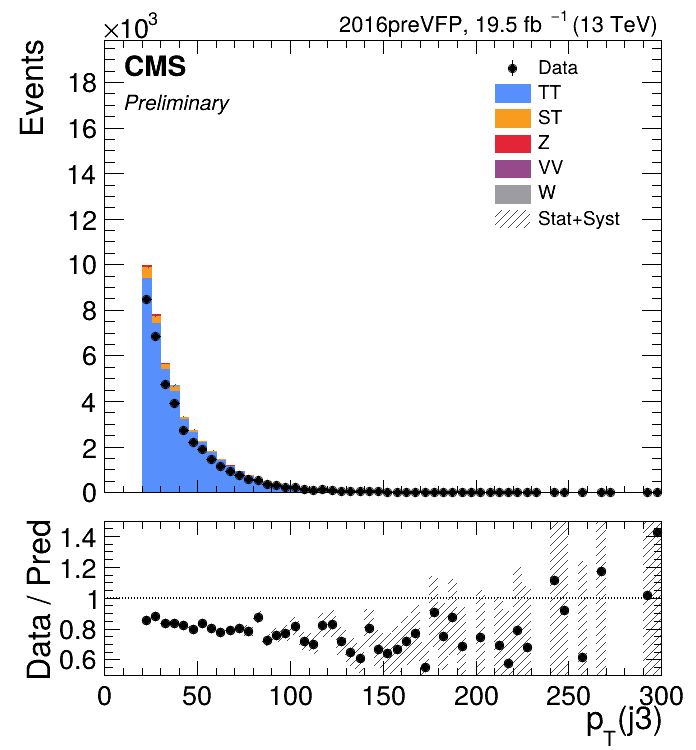 ×10³
2016preVFP, 19.5 fb ⁻¹ (13 TeV)
CMS
Preliminary
Events
18
16
14
12
10
8
6
4
2
0
Data
TT
ST
Z
VV
W
Stat+Syst
Data / Pred
1.4
1.2
1
0.8
0.6
0 50 100 150 200 250 300
p_T(j3)